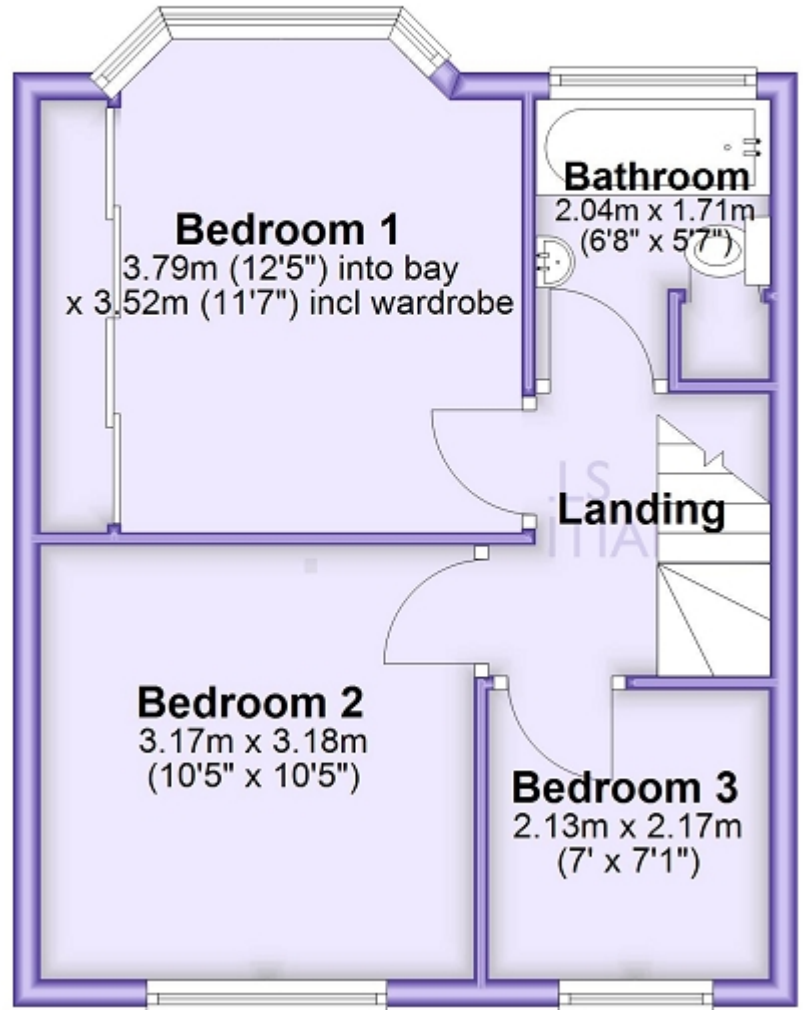 Bedroom 1
3.79m (12'5") into bay
x 3.52m (11'7") incl wardrobe
Bathroom
2.04m x 1.71m
(6'8" x 5'7")
Landing
Bedroom 2
3.17m x 3.18m
(10'5" x 10'5")
Bedroom 3
2.13m x 2.17m
(7' x 7'1")